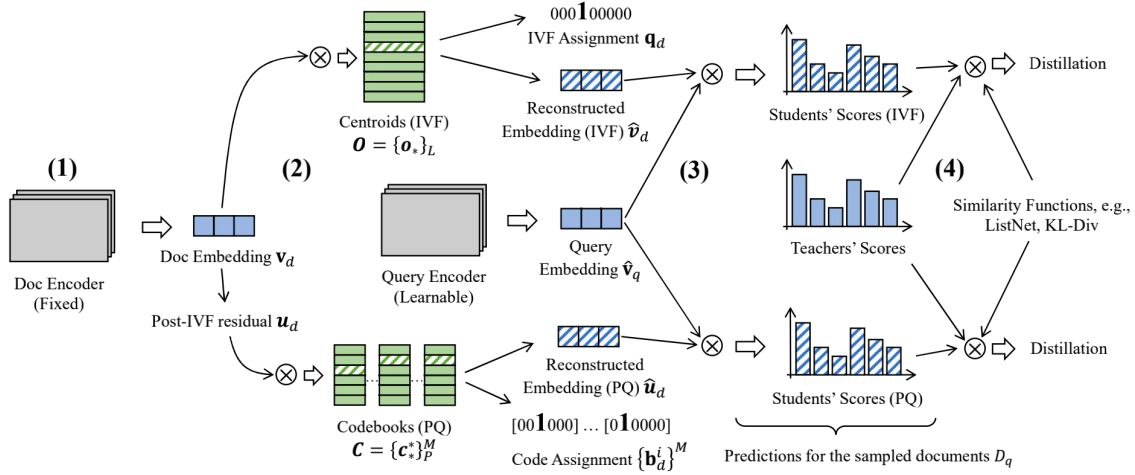 (1)
Doc Encoder
(Fixed)
Doc Embedding 𝐯_d
Post-IVF residual 𝒖_d
(2)
Centroids (IVF)
𝑶 = {𝒐_*}_L
000100000
IVF Assignment 𝐪_d
Reconstructed
Embedding (IVF) 𝒗̂_d
Query Encoder
(Learnable)
Query
Embedding 𝐯̂_q
Codebooks (PQ)
𝑪 = {𝒄_*^*}_P^M
Reconstructed
Embedding (PQ) 𝒖̂_d
[001000] … [010000]
Code Assignment {𝐛_d^i}^M
(3)
Students' Scores (IVF)
Teachers' Scores
Students' Scores (PQ)
Predictions for the sampled documents D_q
(4)
Distillation
Similarity Functions, e.g.,
ListNet, KL-Div
Distillation